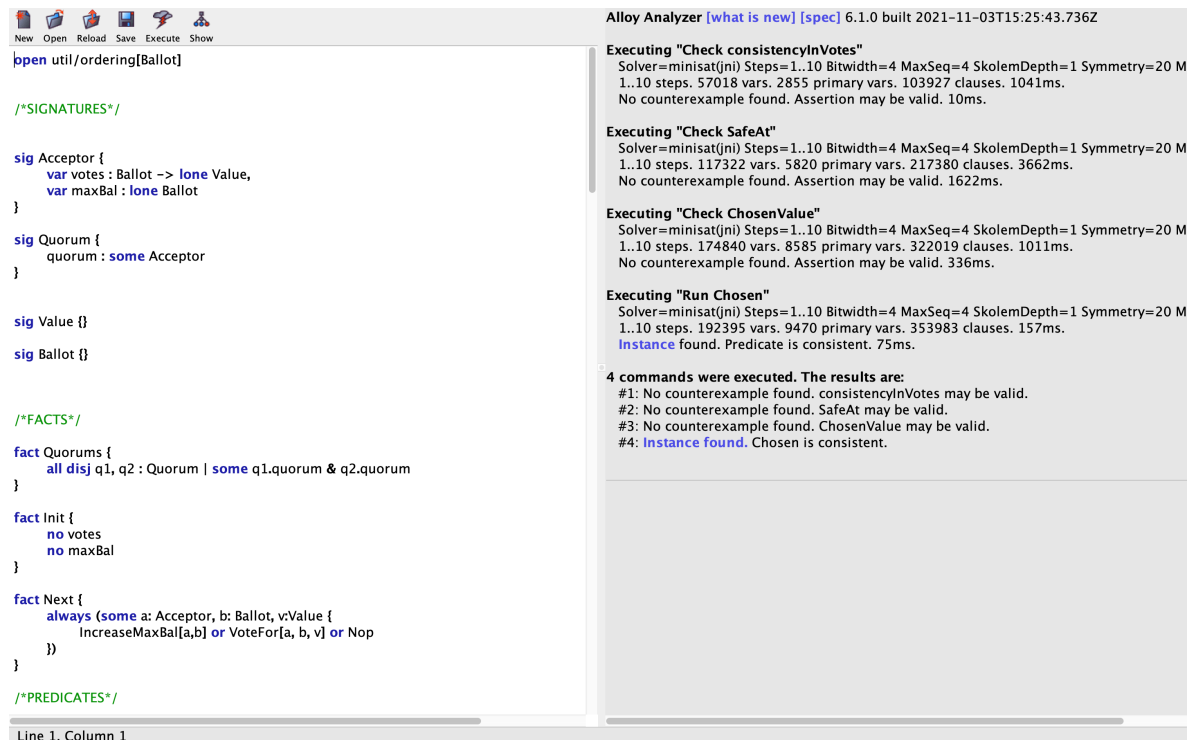 New Open Reload Save Execute Show
open util/ordering[Ballot]
/*SIGNATURES*/
sig Acceptor {
var votes : Ballot -> lone Value,
var maxBal : lone Ballot
}
sig Quorum {
quorum : some Acceptor
}
sig Value {}
sig Ballot {}
/*FACTS*/
fact Quorums {
all disj q1, q2 : Quorum | some q1.quorum & q2.quorum
}
fact Init {
no votes
no maxBal
}
fact Next {
always (some a: Acceptor, b: Ballot, v:Value {
IncreaseMaxBal[a,b] or VoteFor[a, b, v] or Nop
})
}
/*PREDICATES*/
Line 1, Column 1
Alloy Analyzer [what is new] [spec] 6.1.0 built 2021-11-03T15:25:43.736Z
Executing "Check consistencyInVotes"
Solver=minisat(jni) Steps=1..10 Bitwidth=4 MaxSeq=4 SkolemDepth=1 Symmetry=20 M
1..10 steps. 57018 vars. 2855 primary vars. 103927 clauses. 1041ms.
No counterexample found. Assertion may be valid. 10ms.
Executing "Check SafeAt"
Solver=minisat(jni) Steps=1..10 Bitwidth=4 MaxSeq=4 SkolemDepth=1 Symmetry=20 M
1..10 steps. 117322 vars. 5820 primary vars. 217380 clauses. 3662ms.
No counterexample found. Assertion may be valid. 1622ms.
Executing "Check ChosenValue"
Solver=minisat(jni) Steps=1..10 Bitwidth=4 MaxSeq=4 SkolemDepth=1 Symmetry=20 M
1..10 steps. 174840 vars. 8585 primary vars. 322019 clauses. 1011ms.
No counterexample found. Assertion may be valid. 336ms.
Executing "Run Chosen"
Solver=minisat(jni) Steps=1..10 Bitwidth=4 MaxSeq=4 SkolemDepth=1 Symmetry=20 M
1..10 steps. 192395 vars. 9470 primary vars. 353983 clauses. 157ms.
Instance found. Predicate is consistent. 75ms.
4 commands were executed. The results are:
#1: No counterexample found. consistencyInVotes may be valid.
#2: No counterexample found. SafeAt may be valid.
#3: No counterexample found. ChosenValue may be valid.
#4: Instance found. Chosen is consistent.